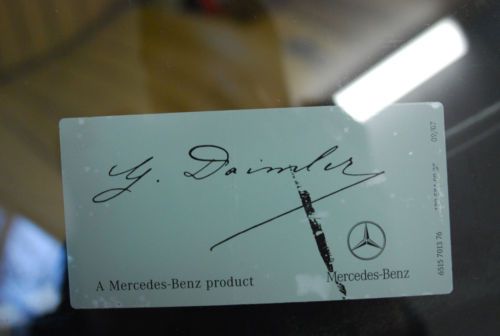 G. Daimler
A Mercedes-Benz product
Mercedes-Benz
6515 7013 76
09/07